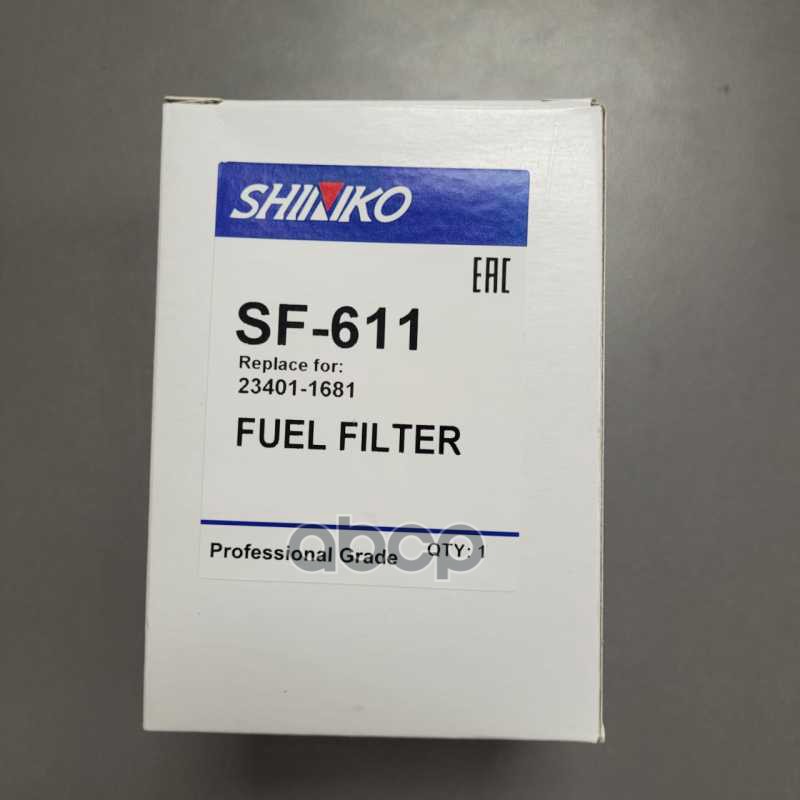 SHINKO
EAC
SF-611
Replace for:
23401-1681
FUEL FILTER
abcp
Professional Grade QTY: 1